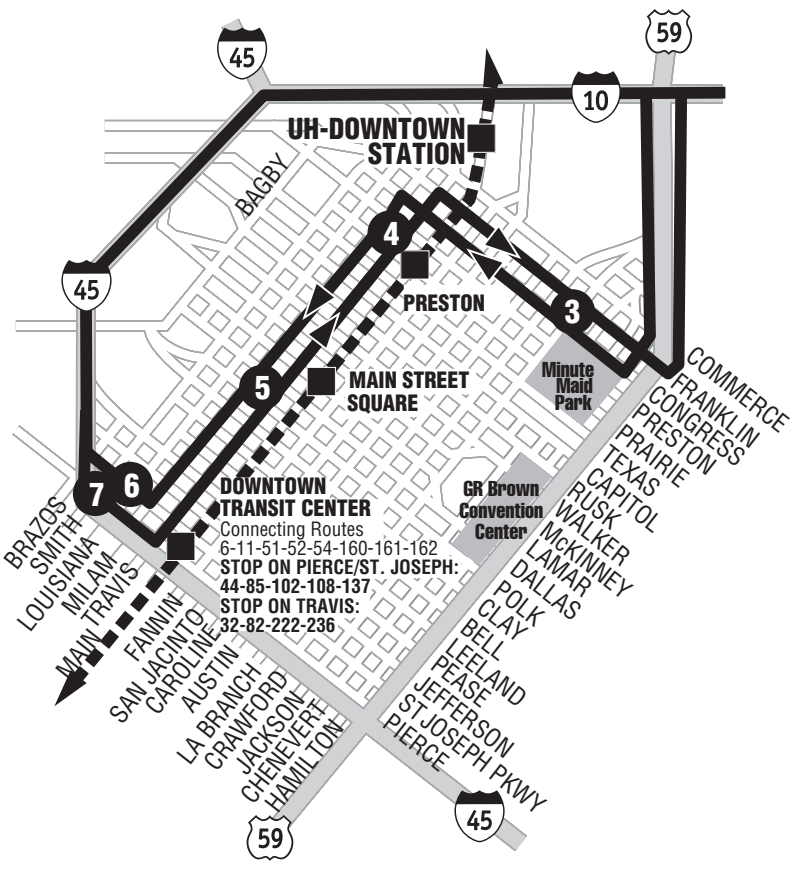 59
45
10
UH-DOWNTOWN
STATION
BAGBY
4
45
PRESTON
3
Minute
Maid
Park
5
MAIN STREET
SQUARE
COMMERCE
FRANKLIN
CONGRESS
PRESTON
PRAIRIE
TEXAS
CAPITOL
RUSK
WALKER
McKINNEY
LAMAR
DALLAS
POLK
CLAY
BELL
LEELAND
PEASE
JEFFERSON
ST JOSEPH PKWY
PIERCE
GR Brown
Convention
Center
7
6
DOWNTOWN
TRANSIT CENTER
Connecting Routes
6-11-51-52-54-160-161-162
STOP ON PIERCE/ST. JOSEPH:
44-85-102-108-137
STOP ON TRAVIS:
32-82-222-236
BRAZOS
SMITH
LOUISIANA
MILAM
TRAVIS
MAIN
FANNIN
SAN JACINTO
CAROLINE
AUSTIN
LA BRANCH
CRAWFORD
JACKSON
CHENEVERT
HAMILTON
59
45